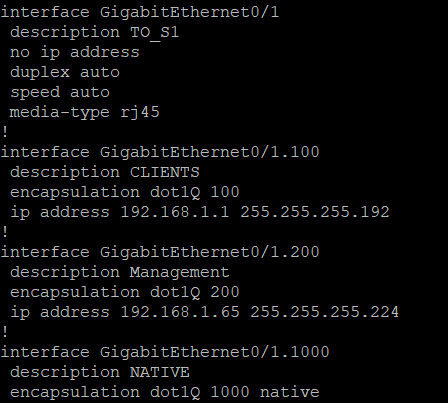 interface GigabitEthernet0/1
 description TO_S1
 no ip address
 duplex auto
 speed auto
 media-type rj45
!
interface GigabitEthernet0/1.100
 description CLIENTS
 encapsulation dot1Q 100
 ip address 192.168.1.1 255.255.255.192
!
interface GigabitEthernet0/1.200
 description Management
 encapsulation dot1Q 200
 ip address 192.168.1.65 255.255.255.224
!
interface GigabitEthernet0/1.1000
 description NATIVE
 encapsulation dot1Q 1000 native